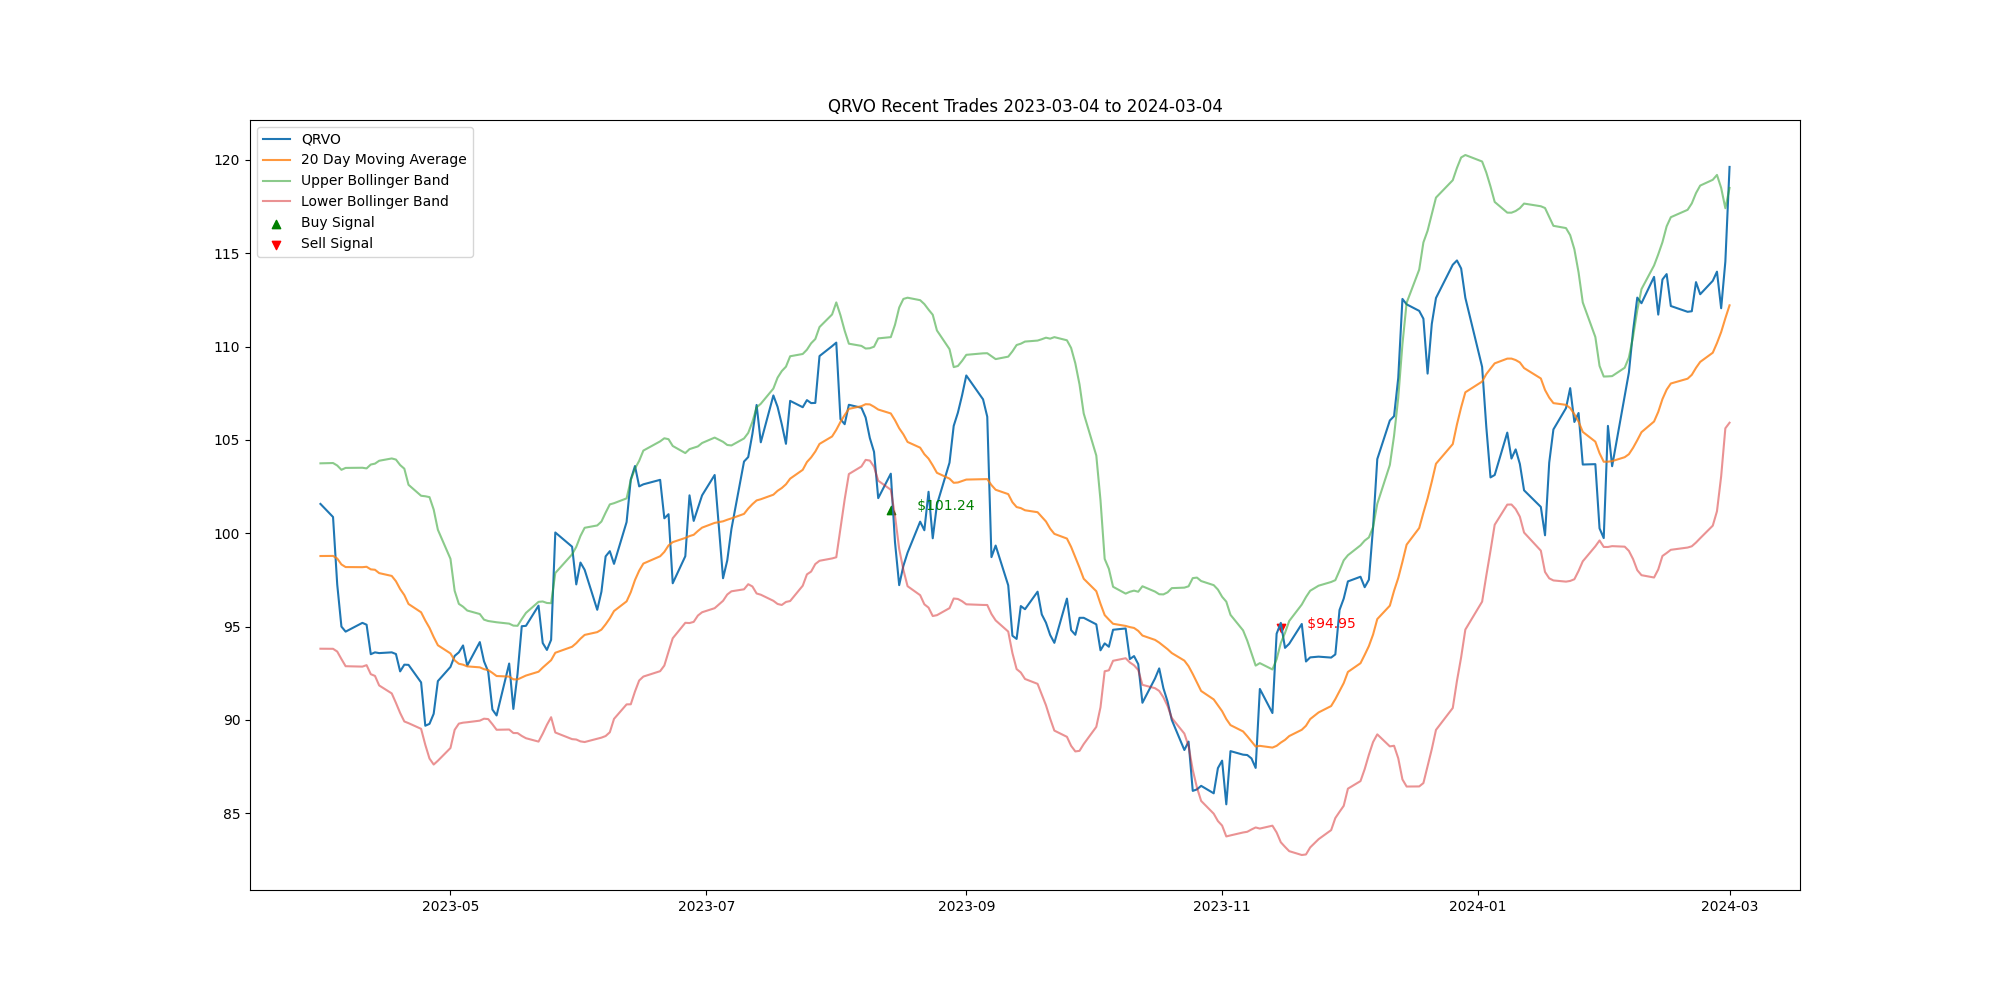 QRVO Recent Trades 2023-03-04 to 2024-03-04
QRVO
20 Day Moving Average
Upper Bollinger Band
Lower Bollinger Band
Buy Signal
Sell Signal
120
115
110
105
100
95
90
85
$101.24
$94.95
2023-05
2023-07
2023-09
2023-11
2024-01
2024-03